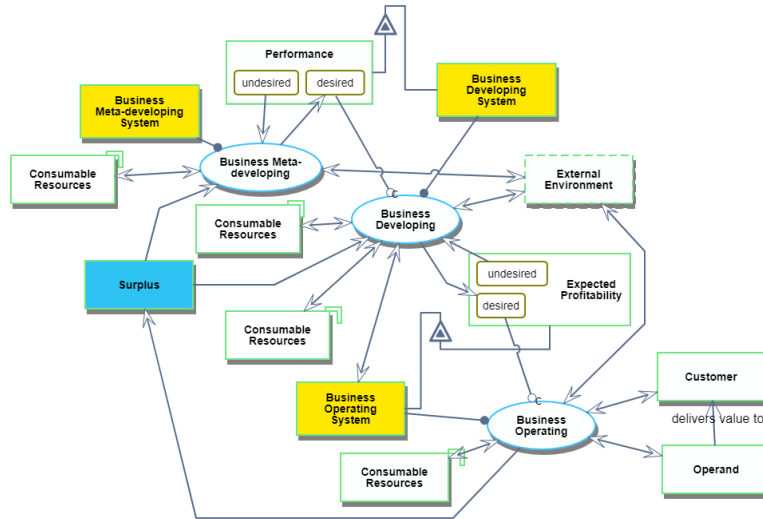 Performance
undesired
desired
Business
Developing
System
Business
Meta-developing
System
Business Meta-
developing
Consumable
Resources
External
Environment
Consumable
Resources
C
Business
Developing
undesired
Expected
Profitability
desired
Surplus
Consumable
Resources
Business
Operating
System
C
Business
Operating
Customer
delivers value to
Operand
Consumable
Resources